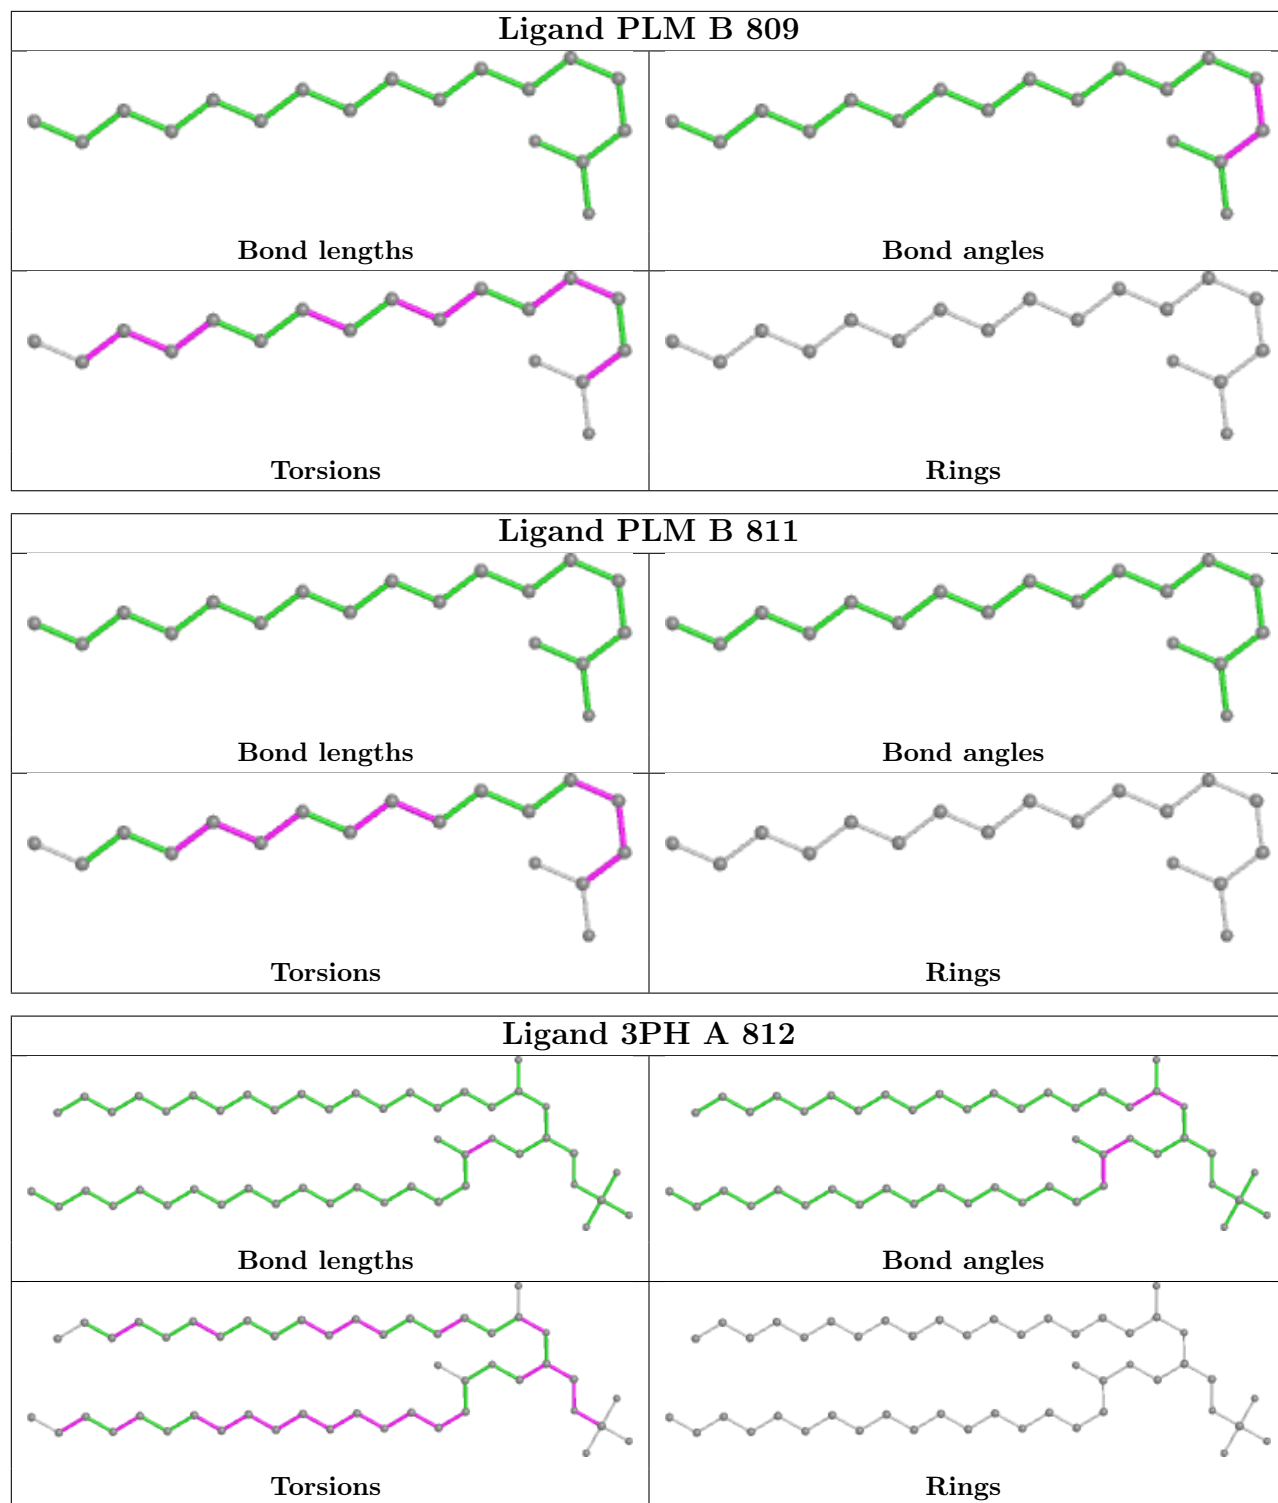 Ligand PLM B 809
Bond lengths
Bond angles
Torsions
Rings
Ligand PLM B 811
Bond lengths
Bond angles
Torsions
Rings
Ligand 3PH A 812
Bond lengths
Bond angles
Torsions
Rings